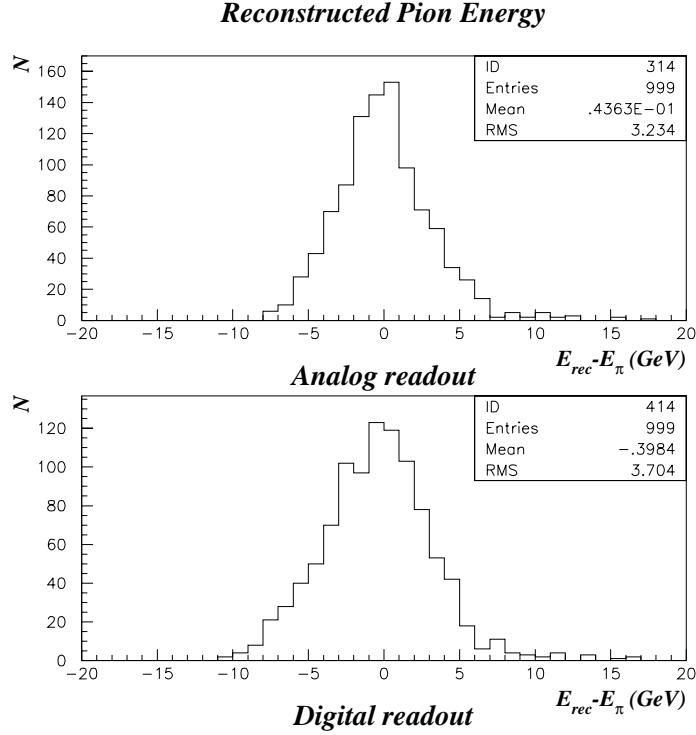 Reconstructed Pion Energy
N
ID 314
Entries 999
Mean .4363E-01
RMS 3.234
160
140
120
100
80
60
40
20
0
-20 -15 -10 -5 0 5 10 15 20
E_rec-E_π (GeV)
Analog readout
N
ID 414
Entries 999
Mean -.3984
RMS 3.704
120
100
80
60
40
20
0
-20 -15 -10 -5 0 5 10 15 20
E_rec-E_π (GeV)
Digital readout